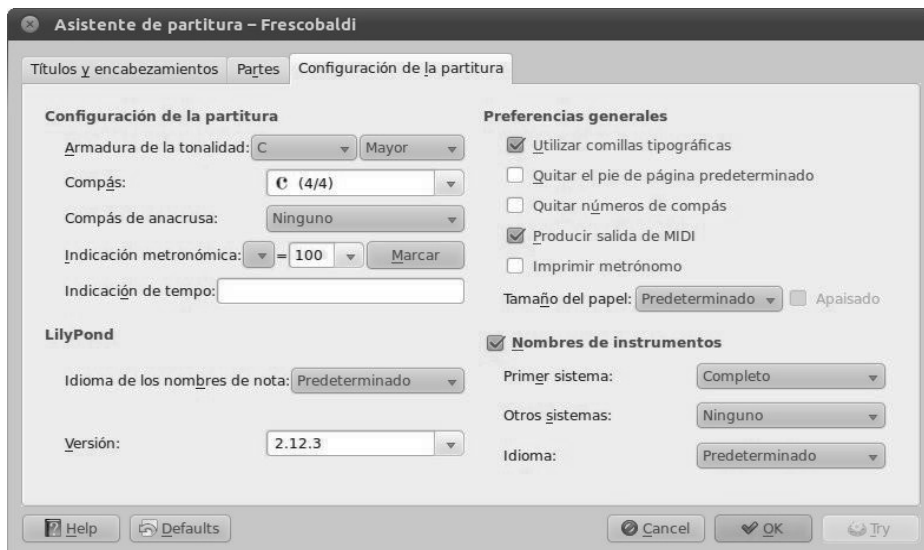 Asistente de partitura – Frescobaldi
Títulos y encabezamientos
Partes
Configuración de la partitura
Configuración de la partitura
Armadura de la tonalidad: C Mayor
Compás: C (4/4)
Compás de anacrusa: Ninguno
Indicación metronómica: = 100 Marcar
Indicación de tempo:
LilyPond
Idioma de los nombres de nota: Predeterminado
Versión: 2.12.3
Preferencias generales
Utilizar comillas tipográficas
Quitar el pie de página predeterminado
Quitar números de compás
Producir salida de MIDI
Imprimir metrónomo
Tamaño del papel: Predeterminado Apaisado
Nombres de instrumentos
Primer sistema: Completo
Otros sistemas: Ninguno
Idioma: Predeterminado
Help
Defaults
Cancel
OK
Try